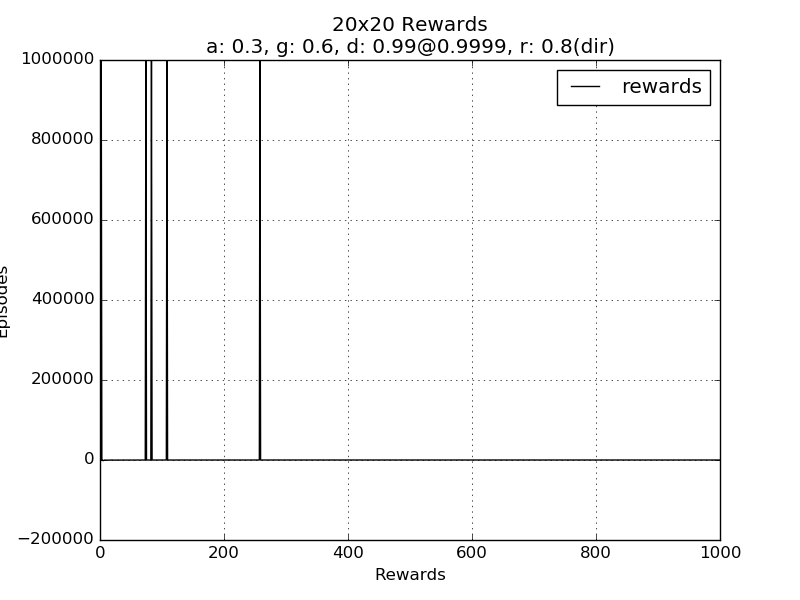 20x20 Rewards
a: 0.3, g: 0.6, d: 0.99@0.9999, r: 0.8(dir)
rewards
1000000
800000
600000
400000
200000
0
−200000
Episodes
0 200 400 600 800 1000
Rewards